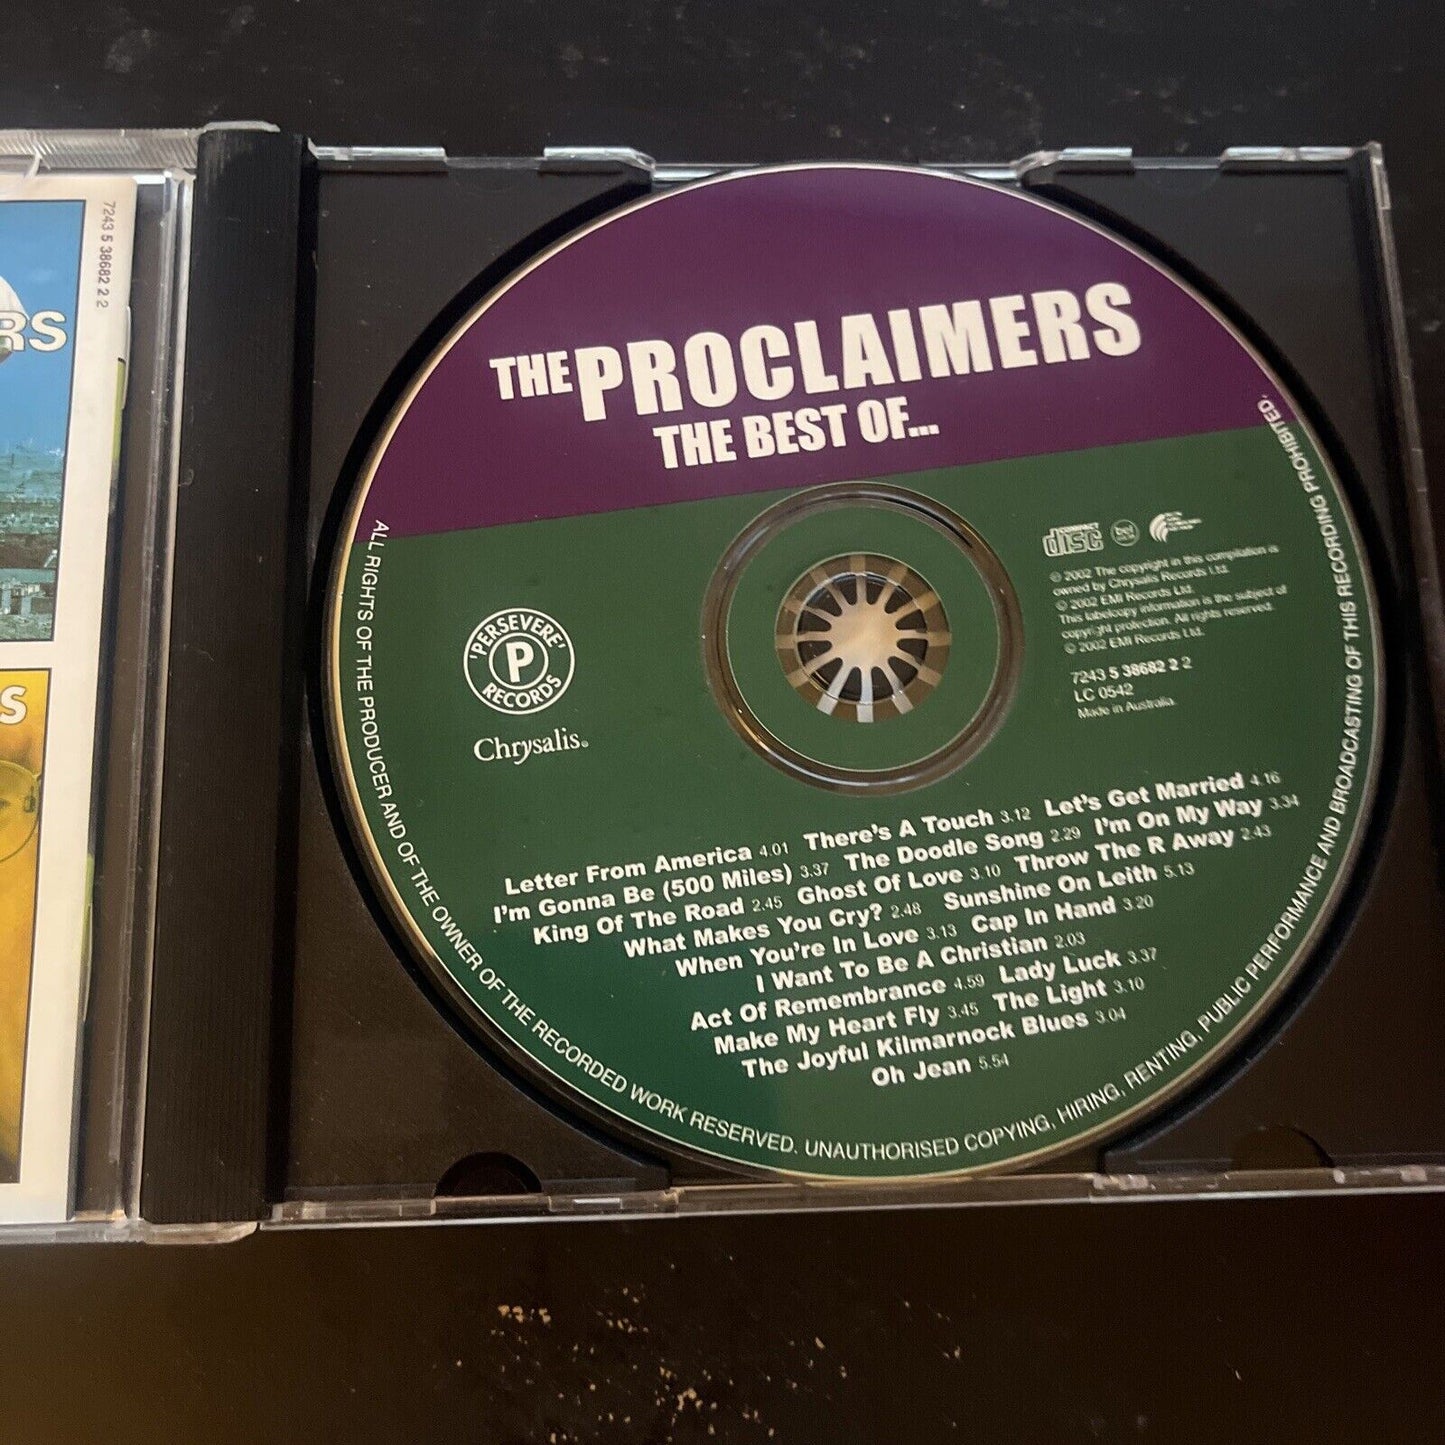 7243 5 38682 2 2
RS
S
THE PROCLAIMERS
THE BEST OF...
'PERSEVERE'
P
RECORDS
Chrysalis®
COMPACT
disc
℗ 2002 The copyright in this compilation is
owned by Chrysalis Records Ltd.
© 2002 EMI Records Ltd.
This labelcopy information is the subject of
copyright protection. All rights reserved.
© 2002 EMI Records Ltd.
7243 5 38682 2 2
LC 0542
Made in Australia.
Letter From America 4.01 There's A Touch 3.12 Let's Get Married 4.16
I'm Gonna Be (500 Miles) 3.37 The Doodle Song 2.29 I'm On My Way 3.34
King Of The Road 2.45 Ghost Of Love 3.10 Throw The R Away 2.43
What Makes You Cry? 2.48 Sunshine On Leith 5.13
When You're In Love 3.13 Cap In Hand 3.20
I Want To Be A Christian 2.03
Act Of Remembrance 4.59 Lady Luck 3.37
Make My Heart Fly 3.45 The Light 3.10
The Joyful Kilmarnock Blues 3.04
Oh Jean 5.54
ALL RIGHTS OF THE PRODUCER AND OF THE OWNER OF THE RECORDED WORK RESERVED. UNAUTHORISED COPYING, HIRING, RENTING, PUBLIC PERFORMANCE AND BROADCASTING OF THIS RECORDING PROHIBITED.